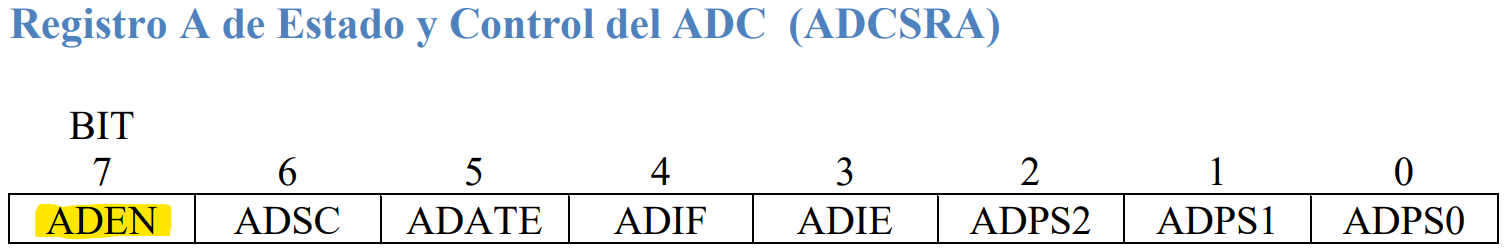 Registro A de Estado y Control del ADC (ADCSRA)
BIT
7 6 5 4 3 2 1 0
ADEN ADSC ADATE ADIF ADIE ADPS2 ADPS1 ADPS0